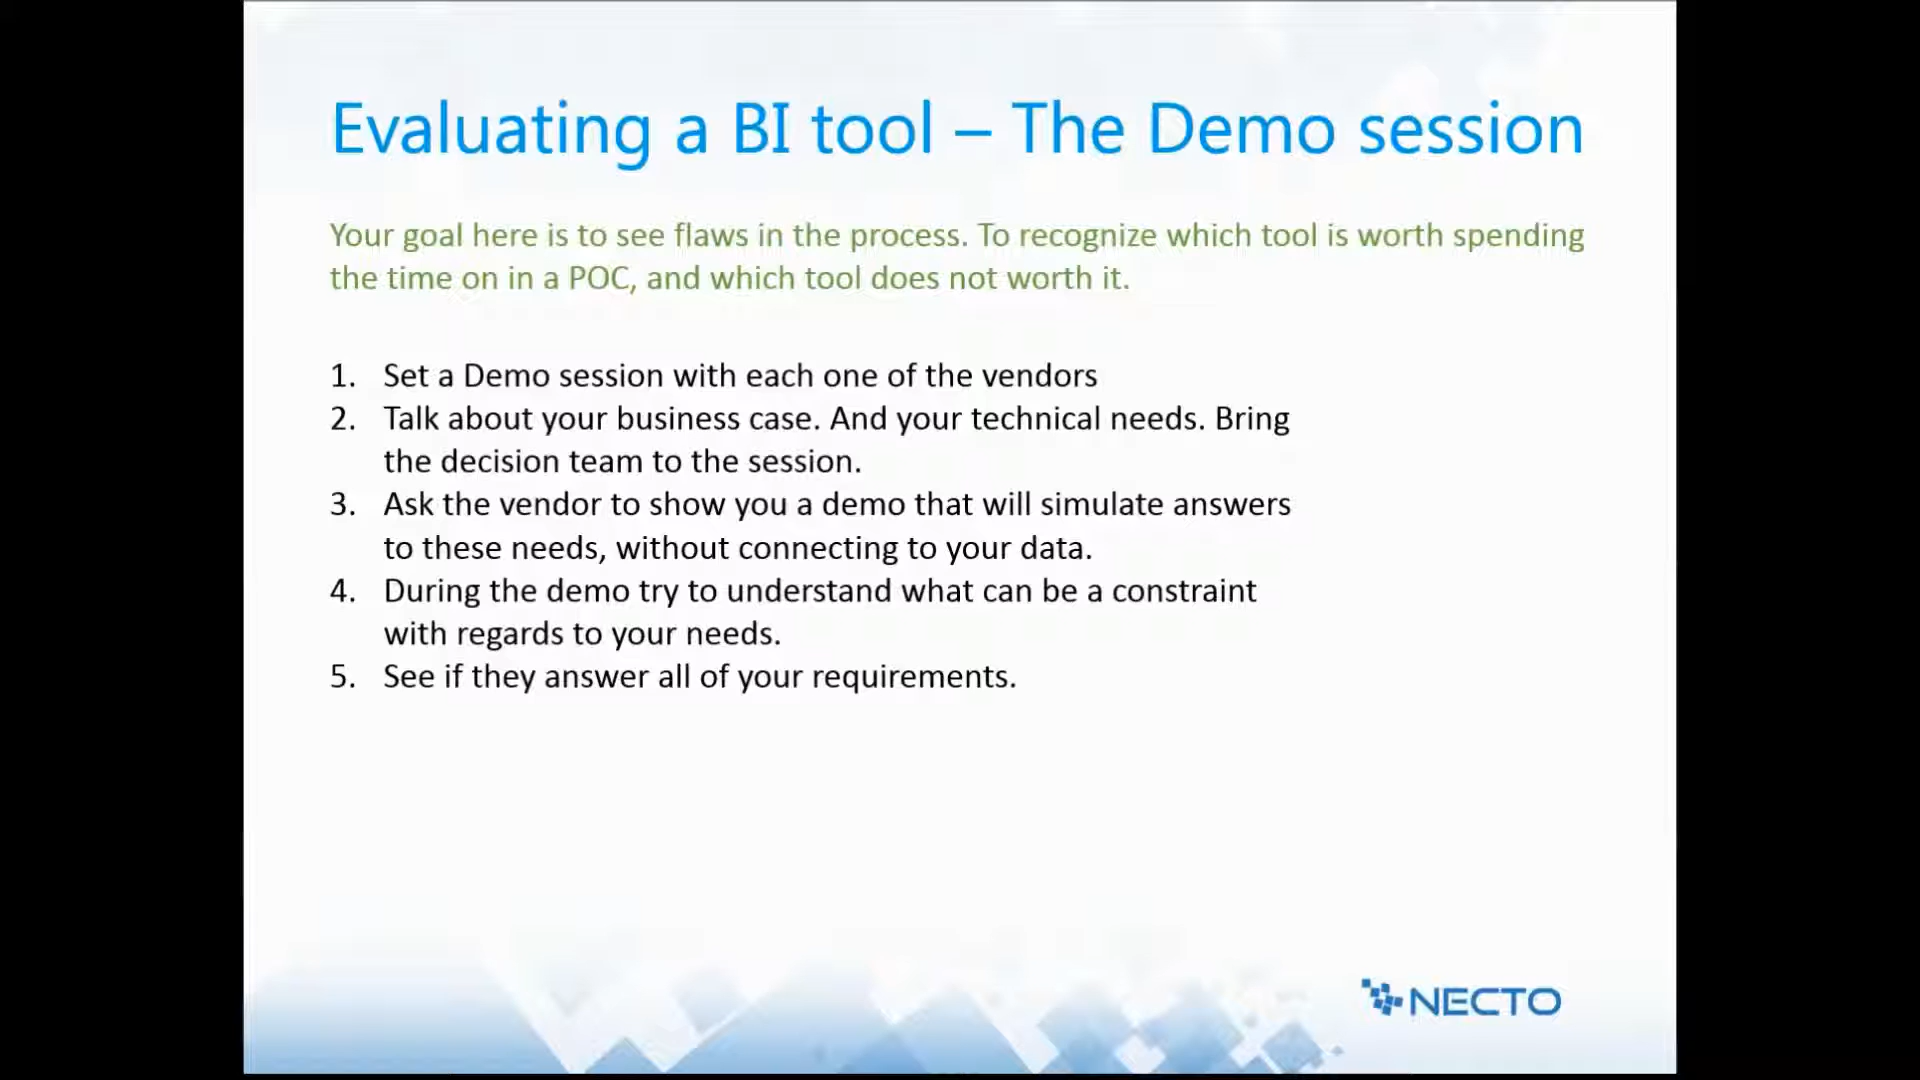 Evaluating a BI tool – The Demo session
Your goal here is to see flaws in the process. To recognize which tool is worth spending
the time on in a POC, and which tool does not worth it.
1. Set a Demo session with each one of the vendors
2. Talk about your business case. And your technical needs. Bring
the decision team to the session.
3. Ask the vendor to show you a demo that will simulate answers
to these needs, without connecting to your data.
4. During the demo try to understand what can be a constraint
with regards to your needs.
5. See if they answer all of your requirements.
NECTO